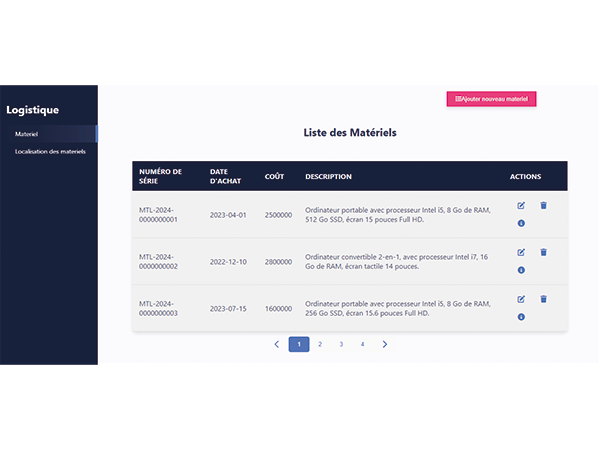 Ajouter nouveau materiel
Logistique
Materiel
Localisation des materiels
Liste des Matériels
NUMÉRO DE
SÉRIE
DATE
D'ACHAT
COÛT
DESCRIPTION
ACTIONS
MTL-2024-
0000000001
2023-04-01
2500000
Ordinateur portable avec processeur Intel i5, 8 Go de RAM,
512 Go SSD, écran 15 pouces Full HD.
MTL-2024-
0000000002
2022-12-10
2800000
Ordinateur convertible 2-en-1, avec processeur Intel i7, 16
Go de RAM, écran tactile 14 pouces.
MTL-2024-
0000000003
2023-07-15
1600000
Ordinateur portable avec processeur Intel i5, 8 Go de RAM,
256 Go SSD, écran 15.6 pouces Full HD.
1 2 3 4